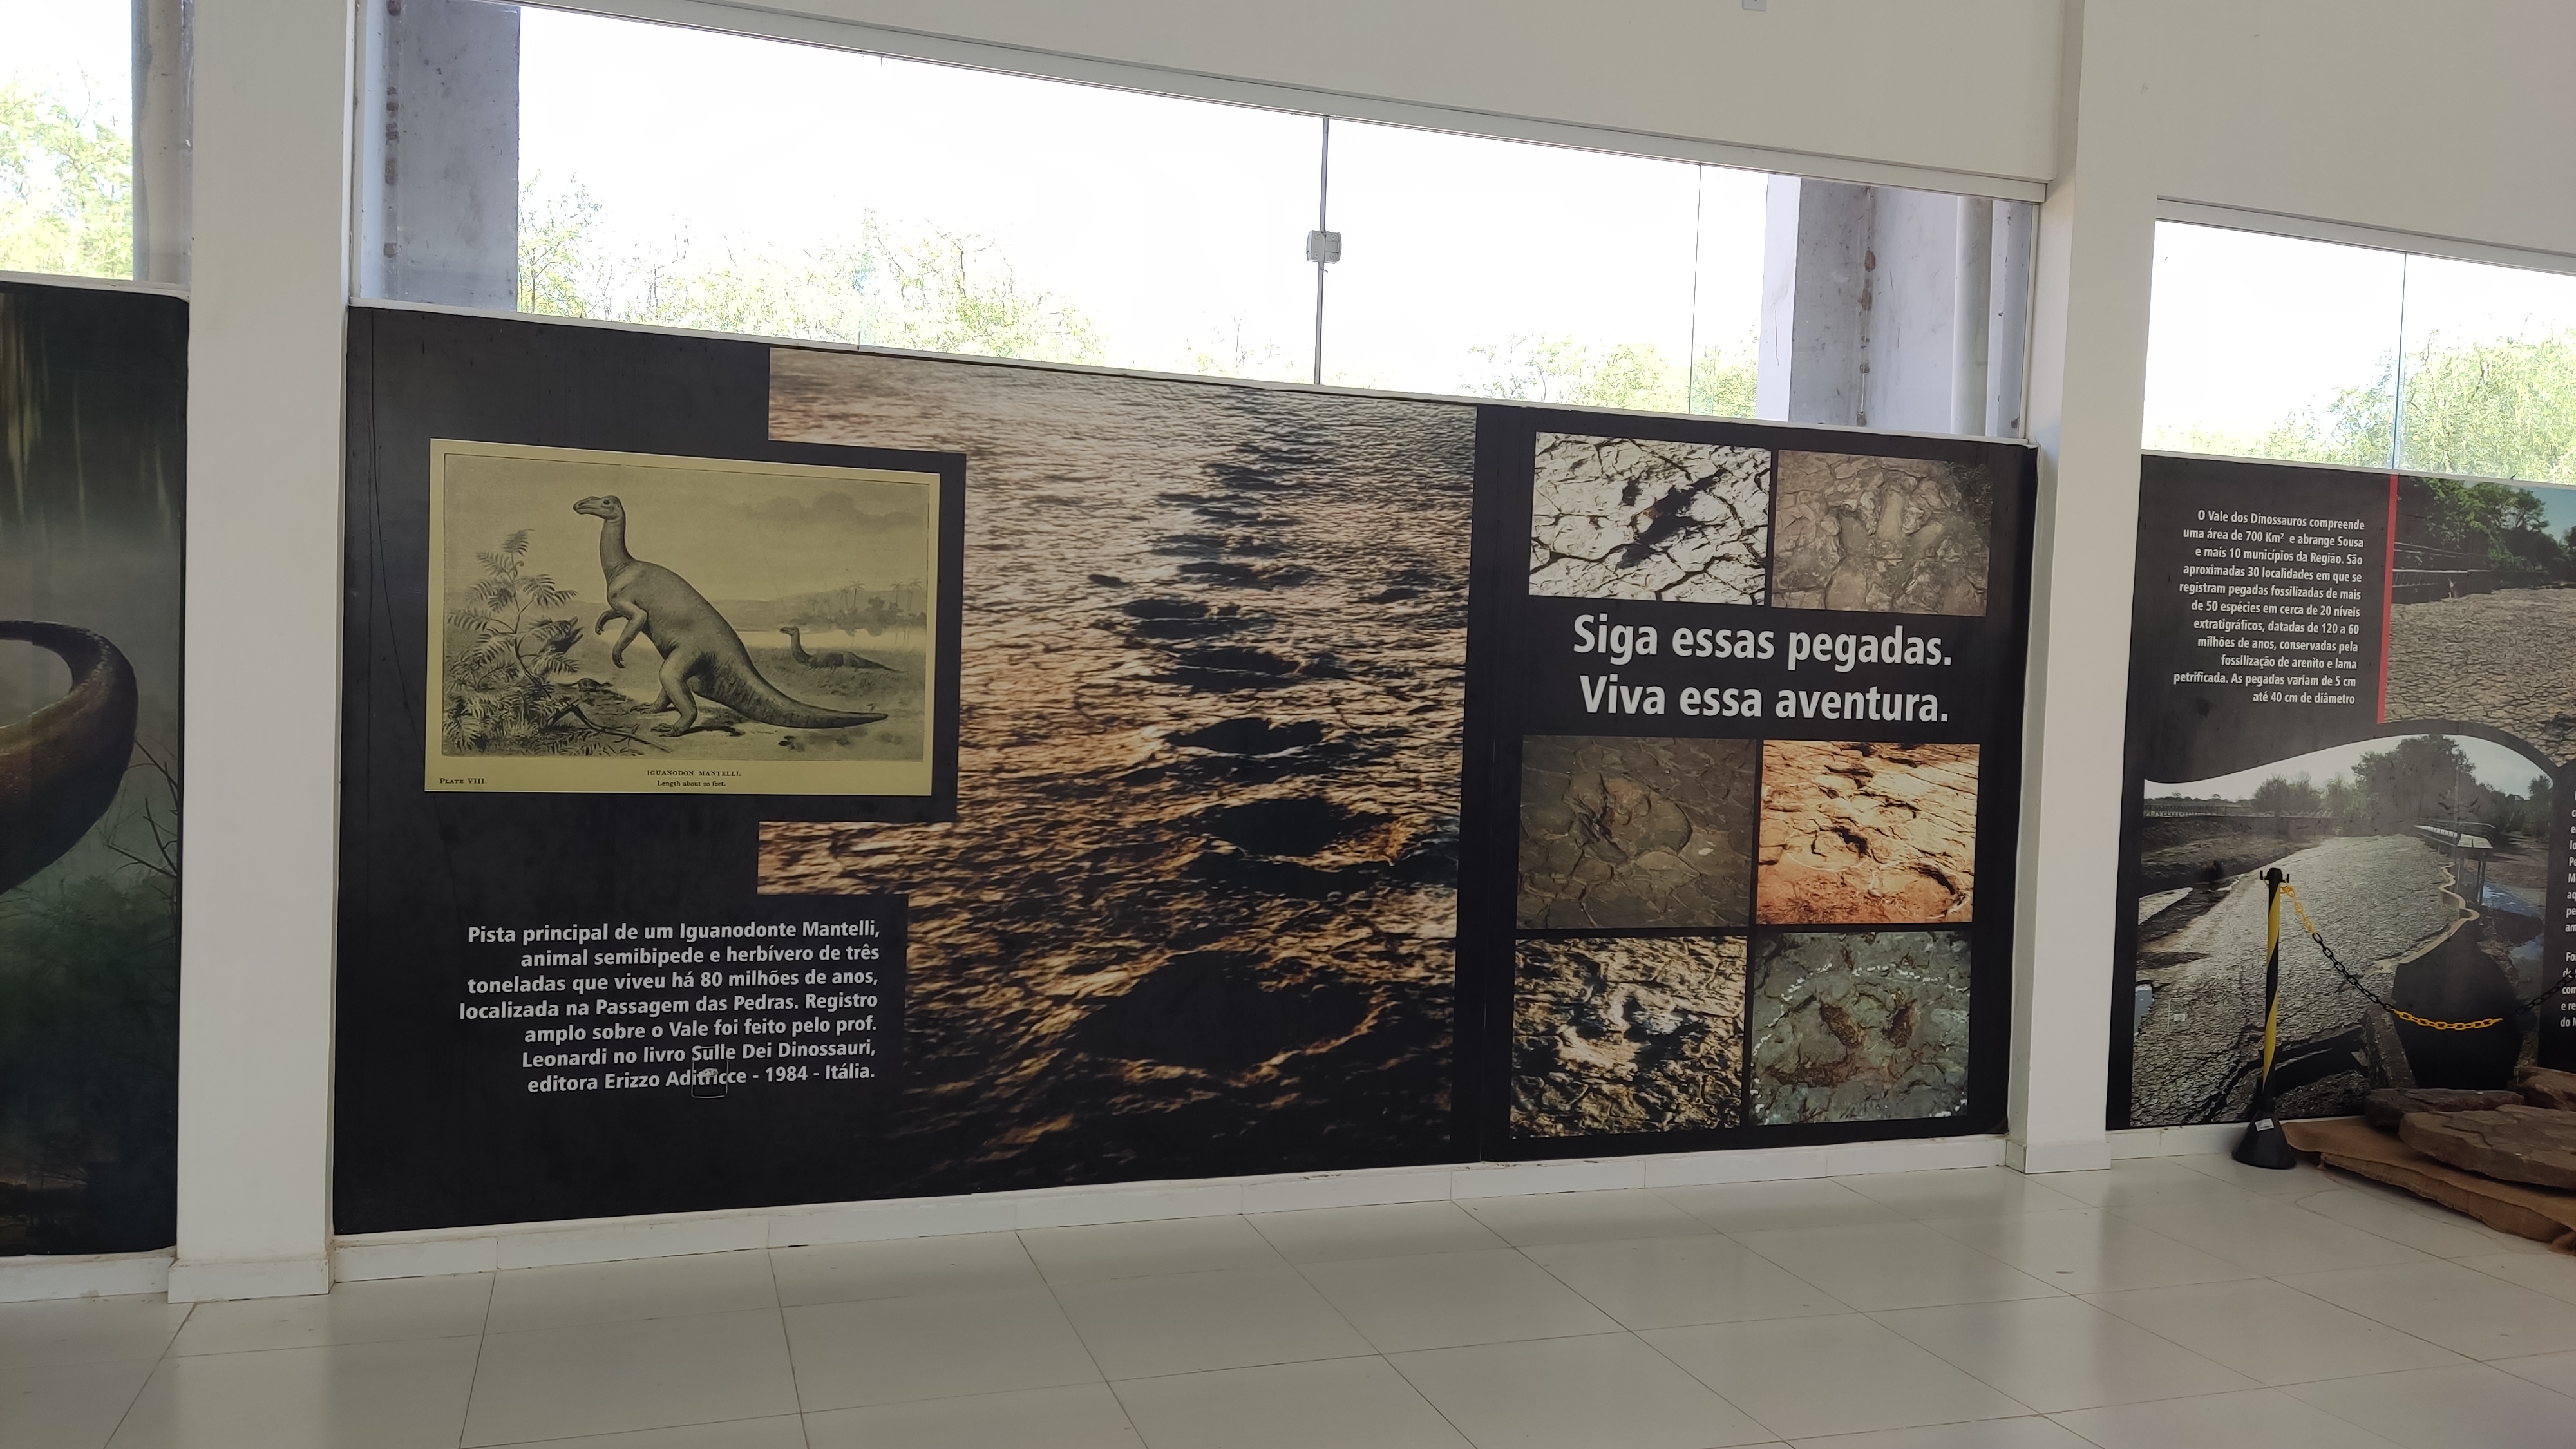 PLATE VIII.
IGUANODON MANTELLI.
Length about 20 feet.
Pista principal de um Iguanodonte Mantelli,
animal semibipede e herbívero de três
toneladas que viveu há 80 milhões de anos,
localizada na Passagem das Pedras. Registro
amplo sobre o Vale foi feito pelo prof.
Leonardi no livro Sulle Dei Dinossauri,
editora Erizzo Aditricce - 1984 - Itália.
Siga essas pegadas.
Viva essa aventura.
O Vale dos Dinossauros compreende
uma área de 700 Km² e abrange Sousa
e mais 10 municípios da Região. São
aproximadas 30 localidades em que se
registram pegadas fossilizadas de mais
de 50 espécies em cerca de 20 níveis
extratigráficos, datadas de 120 a 60
milhões de anos, conservadas pela
fossilização de arenito e lama
petrificada. As pegadas variam de 5 cm
até 40 cm de diâmetro